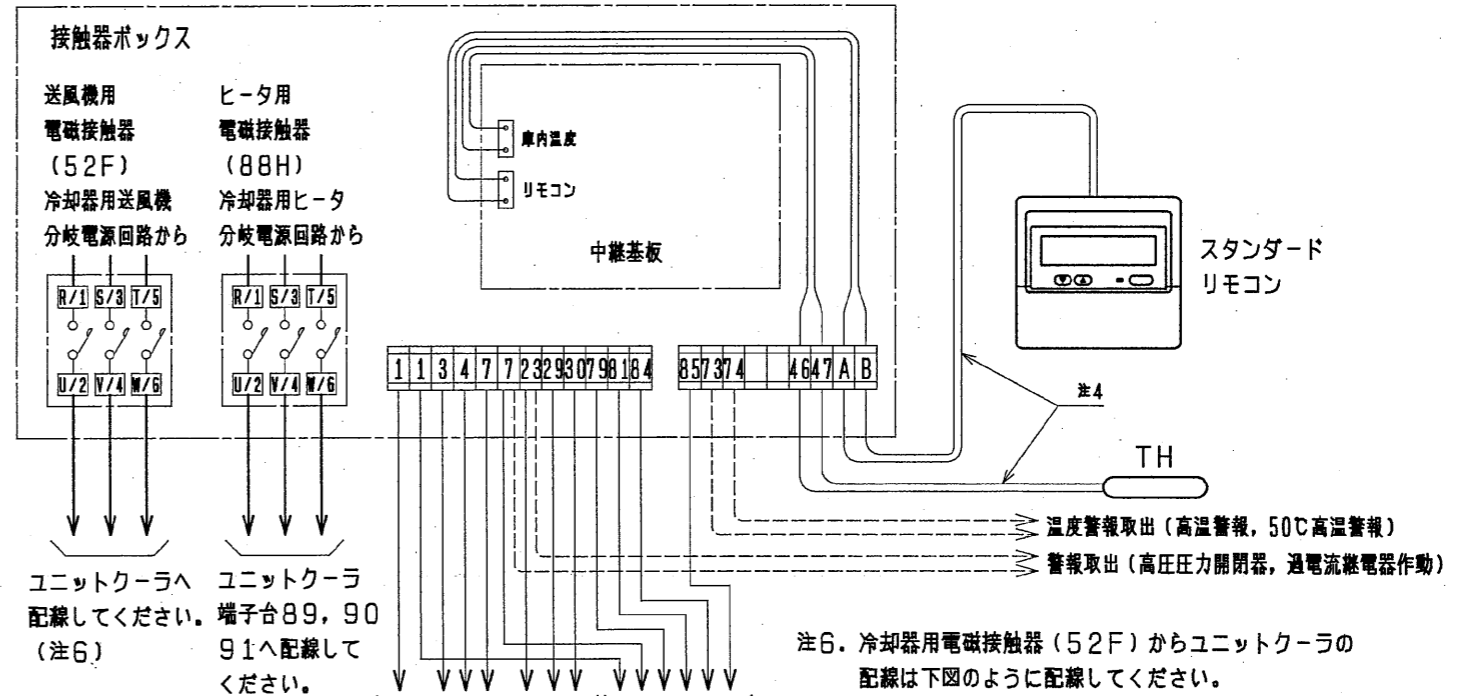 接触器ボックス
送風機用
電磁接触器
(52F)
冷却器用送風機
分岐電源回路から
ヒータ用
電磁接触器
(88H)
冷却器用ヒータ
分岐電源回路から
庫内温度
リモコン
中継基板
スタンダード
リモコン
R/1 S/3 T/5
U/2 V/4 W/6
R/1 S/3 T/5
U/2 V/4 W/6
1 1 3 4 7 7 23 29 30 79 81 84
85 73 74 46 47 A B
注4
TH
温度警報取出(高温警報,50℃高温警報)
警報取出(高圧圧力開閉器,過電流継電器作動)
ユニットクーラへ
配線してください。
(注6)
ユニットクーラ
端子台89,90
91へ配線して
ください。
注6.冷却器用電磁接触器(52F)からユニットクーラの
配線は下図のように配線してください。